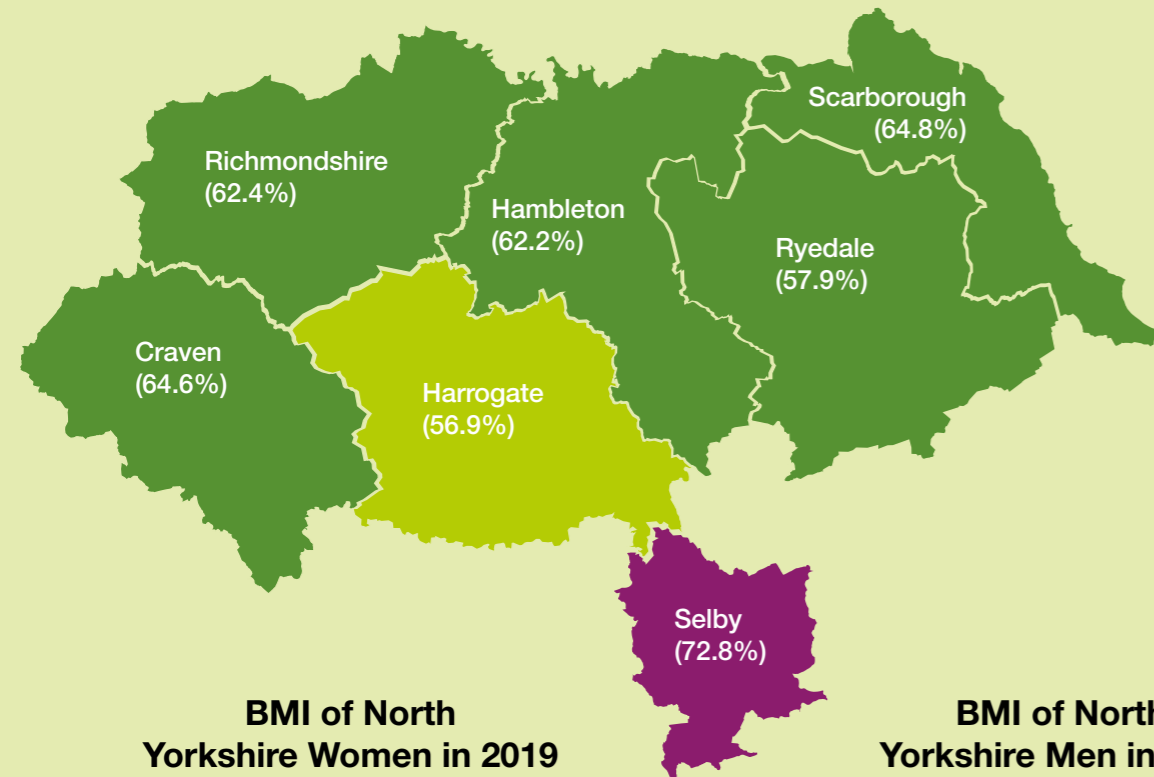 Scarborough
(64.8%)
Richmondshire
(62.4%)
Hambleton
(62.2%)
Ryedale
(57.9%)
Craven
(64.6%)
Harrogate
(56.9%)
Selby
(72.8%)
BMI of North
Yorkshire Women in 2019
BMI of North
Yorkshire Men in